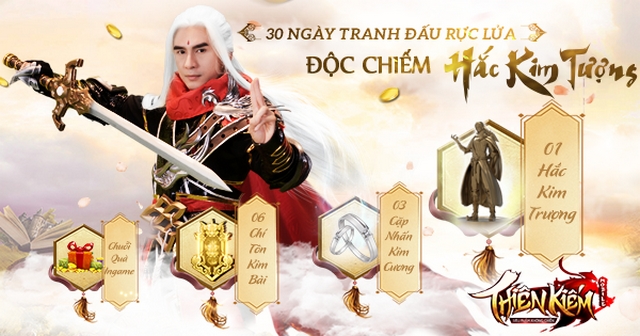 30 NGÀY TRANH ĐẤU RỰC LỬA
ĐỘC CHIẾM Hắc Kim Tượng
01
Hắc
Kim
Trượng
03
Cặp
Nhẫn
Kim
Cương
06
Chí
Tôn
Kim
Bài
Chuỗi
Quà
Ingame
THIÊN KIẾM
MOBILE